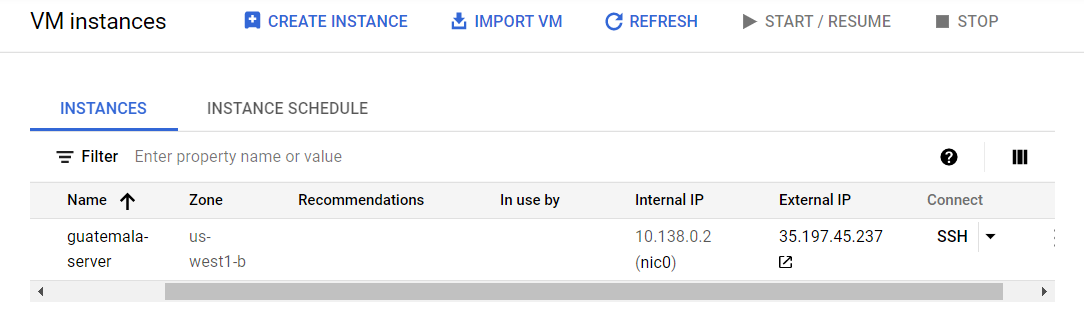 VM instances CREATE INSTANCE IMPORT VM REFRESH START / RESUME STOP
INSTANCES INSTANCE SCHEDULE
Filter Enter property name or value
Name Zone Recommendations In use by Internal IP External IP Connect
guatemala- us- 10.138.0.2 35.197.45.237 SSH
server west1-b (nic0)